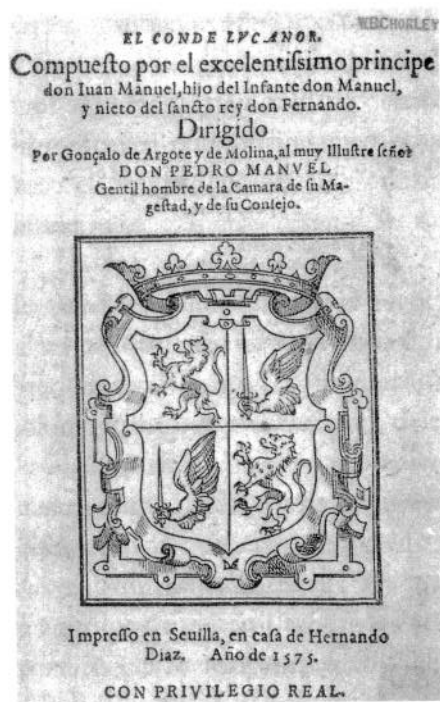 W.H.CHORLEY
EL CONDE LVCANOR.
Compueſto por el excelentiſsimo principe
don Iuan Manuel, hijo del Infante don Manuel,
y nieto del ſancto rey don Fernando.
Dirigido
Por Gonçalo de Argote y de Molina, al muy Illuſtre ſeñor
DON PEDRO MANVEL
Gentil hombre de la Camara de ſu Ma-
geſtad, y de ſu Conſejo.
Impreſſo en Seuilla, en caſa de Hernando
Diaz. Año de 1575.
CON PRIVILEGIO REAL.